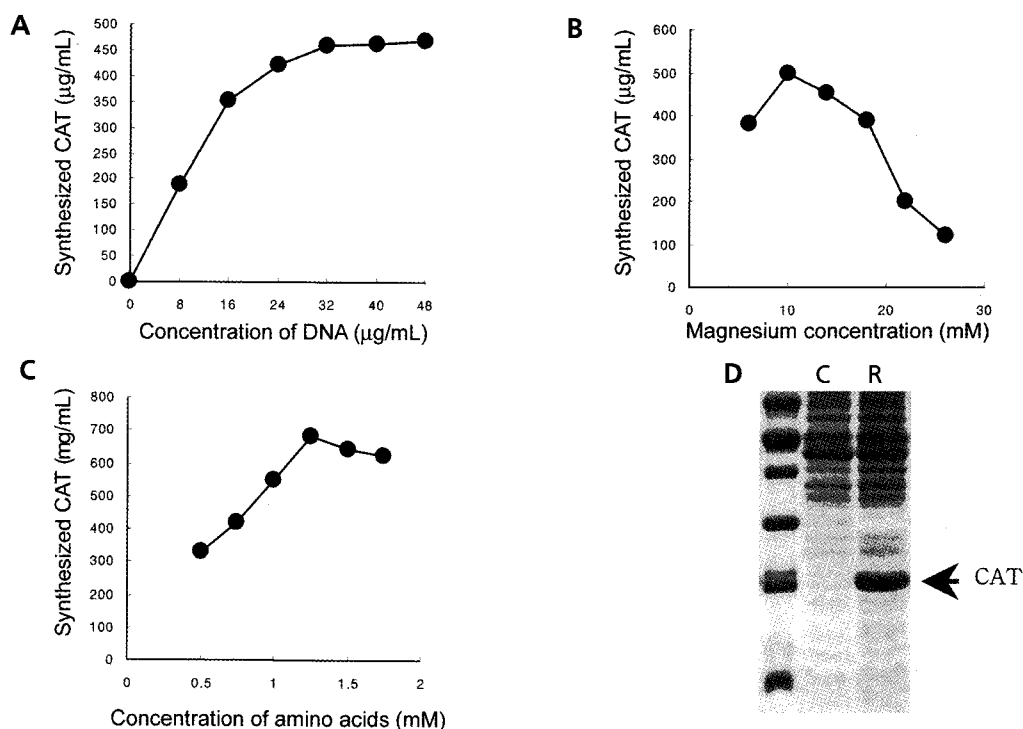 A
Synthesized CAT (µg/mL)
500
450
400
350
300
250
200
150
100
50
0
0 8 16 24 32 40 48
Concentration of DNA (µg/mL)
B
Synthesized CAT (µg/mL)
600
500
400
300
200
100
0
0 10 20 30
Magnesium concentration (mM)
C
Synthesized CAT (mg/mL)
800
700
600
500
400
300
200
100
0
0 0.5 1 1.5 2
Concentration of amino acids (mM)
D
C R
CAT